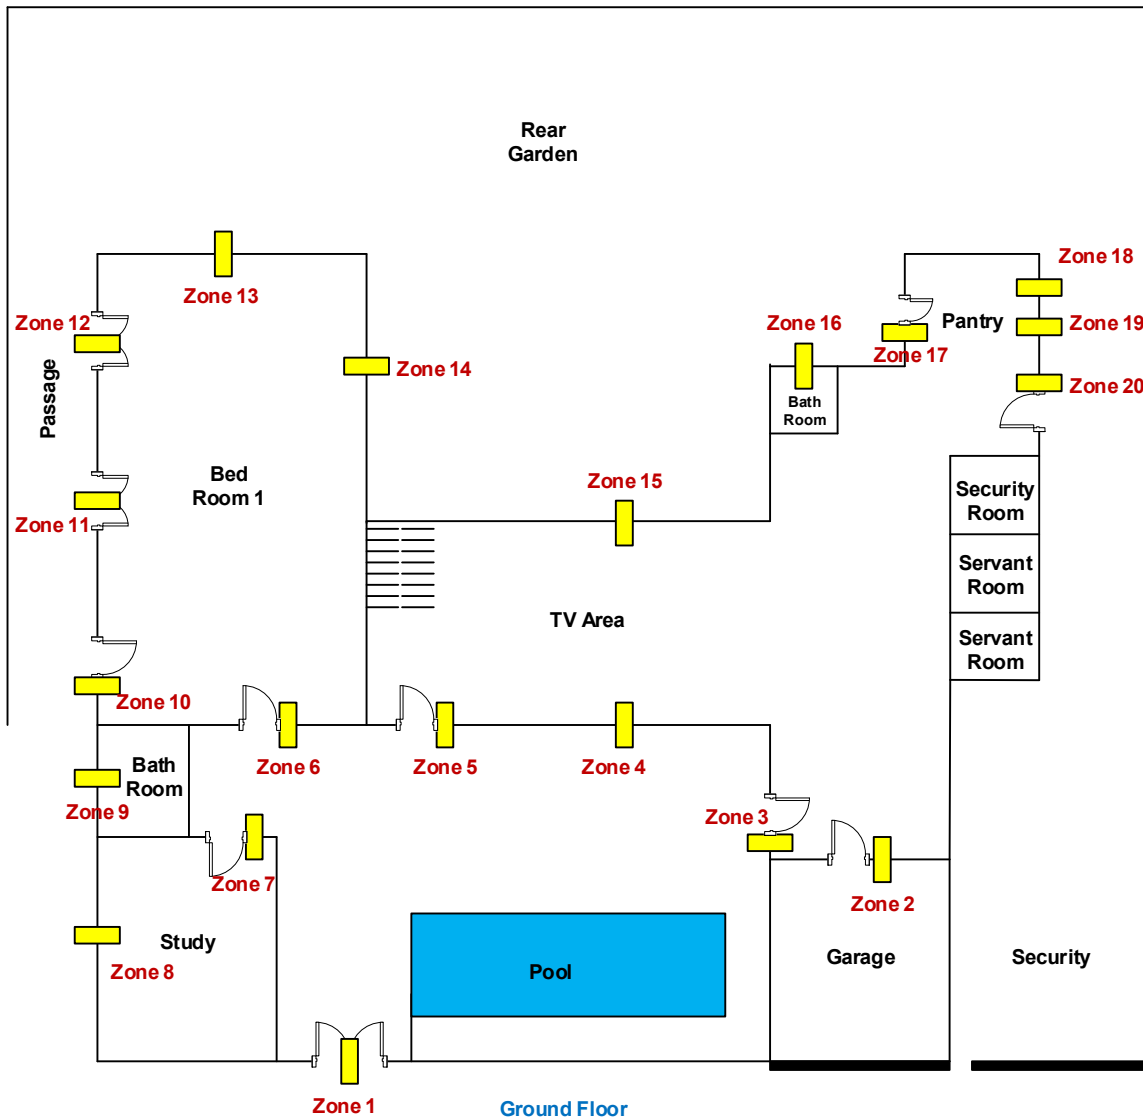 Rear
Garden
Zone 18
Zone 13
Zone 12
Zone 16
Pantry
Zone 19
Zone 17
Zone 14
Zone 20
Passage
Bath
Room
Bed
Room 1
Zone 15
Security
Room
Zone 11
Servant
Room
TV Area
Servant
Room
Zone 10
Bath
Room
Zone 6
Zone 5
Zone 4
Zone 9
Zone 3
Zone 7
Zone 2
Study
Zone 8
Pool
Garage
Security
Zone 1
Ground Floor